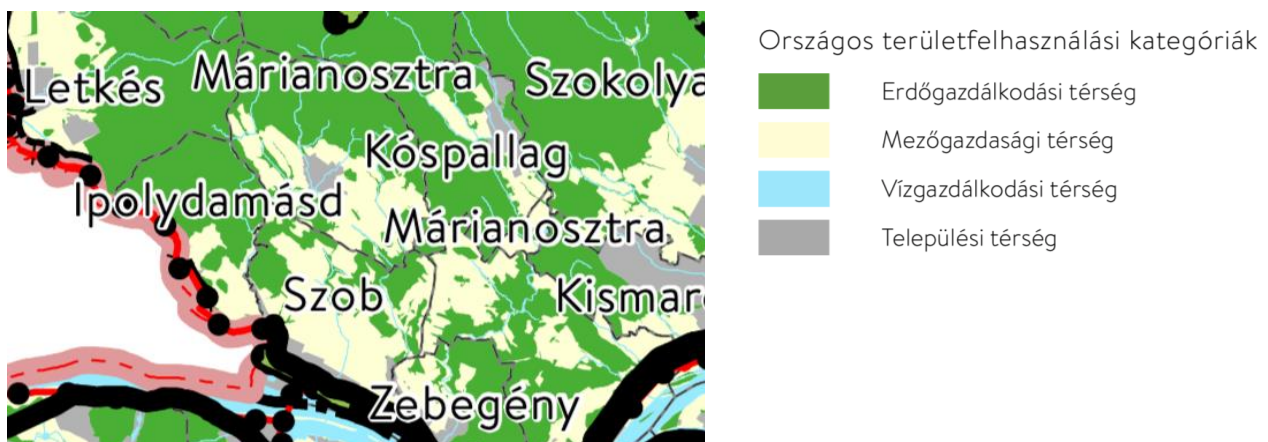 Letkés
Márianosztra
Szokolya
Kóspallag
Ipolydamásd
Márianosztra
Szob
Kismaro
Zebegény
Országos területfelhasználási kategóriák
Erdőgazdálkodási térség
Mezőgazdasági térség
Vízgazdálkodási térség
Települési térség